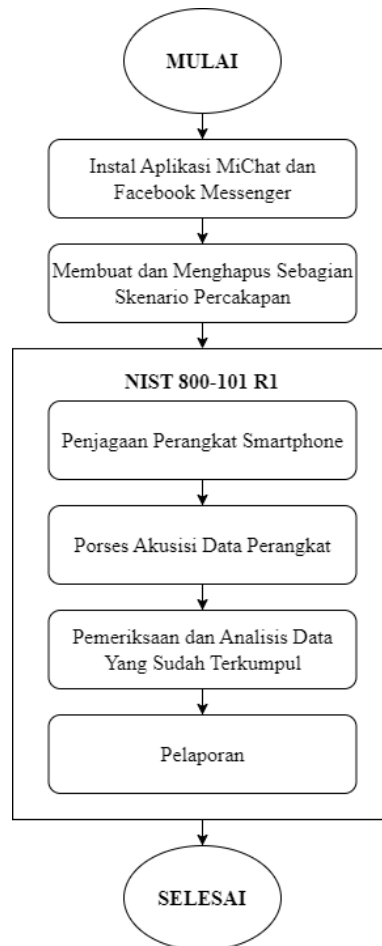 MULAI
Instal Aplikasi MiChat dan
Facebook Messenger
Membuat dan Menghapus Sebagian
Skenario Percakapan
NIST 800-101 R1
Penjagaan Perangkat Smartphone
Porses Akusisi Data Perangkat
Pemeriksaan dan Analisis Data
Yang Sudah Terkumpul
Pelaporan
SELESAI